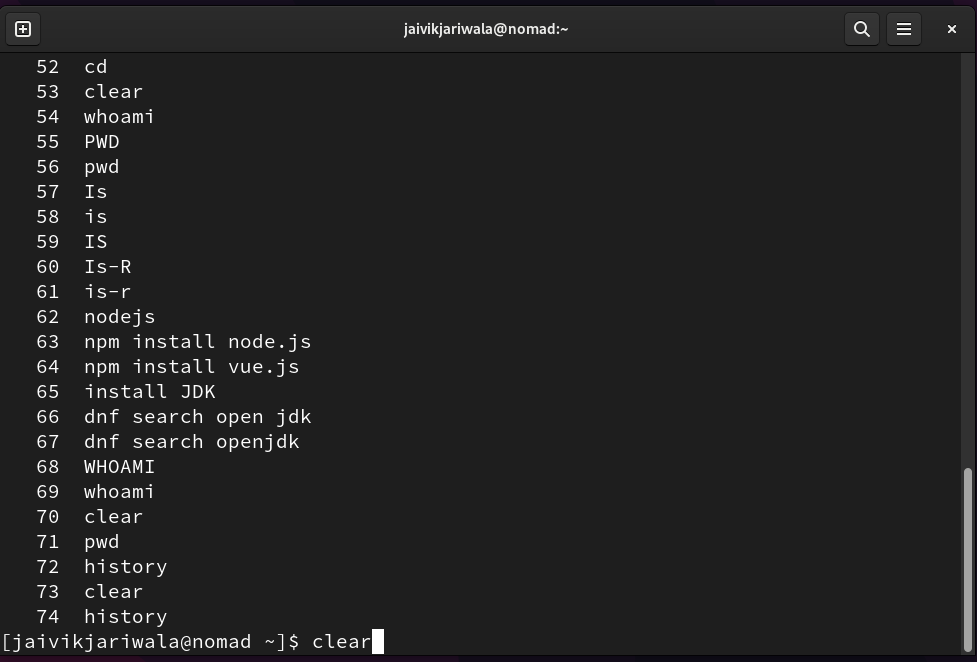 jaivikjariwala@nomad:~
52 cd
53 clear
54 whoami
55 PWD
56 pwd
57 Is
58 is
59 IS
60 Is-R
61 is-r
62 nodejs
63 npm install node.js
64 npm install vue.js
65 install JDK
66 dnf search open jdk
67 dnf search openjdk
68 WHOAMI
69 whoami
70 clear
71 pwd
72 history
73 clear
74 history
[jaivikjariwala@nomad ~]$ clear